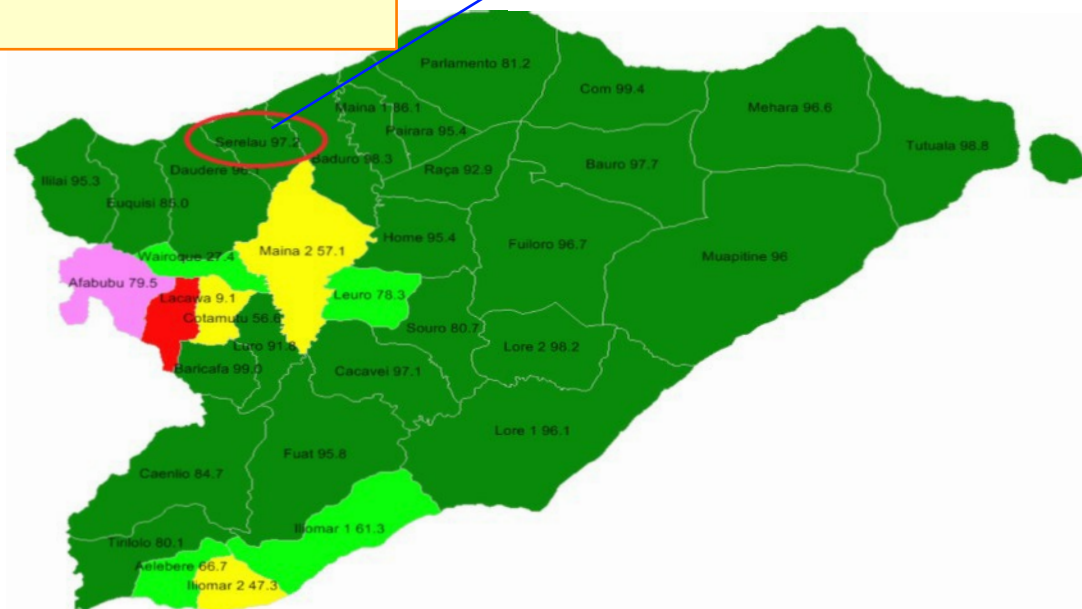 Parlamento 81.2
Com 99.4
Mehara 96.6
Maina 1 86.1
Pairara 95.4
Serelau 97.2
Tutuala 98.8
Baduro 98.3
Bauro 97.7
Daudere 96.1
Raça 92.9
Ililai 95.3
Euquisi 85.0
Home 95.4
Fuiloro 96.7
Maina 2 57.1
Wairoque 27.4
Muapitine 96
Afabubu 79.5
Leuro 78.3
Lacawa 9.1
Cotamutu 56.6
Souro 80.7
Luro 91.8
Lore 2 98.2
Baricafa 99.0
Cacavei 97.1
Lore 1 96.1
Fuat 95.8
Caenlio 84.7
Iliomar 1 61.3
Tirilolo 80.1
Aelebere 66.7
Iliomar 2 47.3